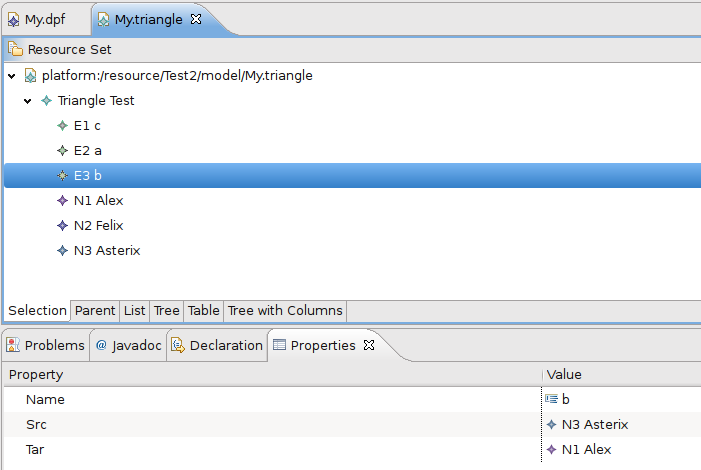 My.dpf My.triangle
Resource Set
platform:/resource/Test2/model/My.triangle
Triangle Test
E1 c
E2 a
E3 b
N1 Alex
N2 Felix
N3 Asterix
Selection Parent List Tree Table Tree with Columns
Problems @ Javadoc Declaration Properties
Property Value
Name b
Src N3 Asterix
Tar N1 Alex